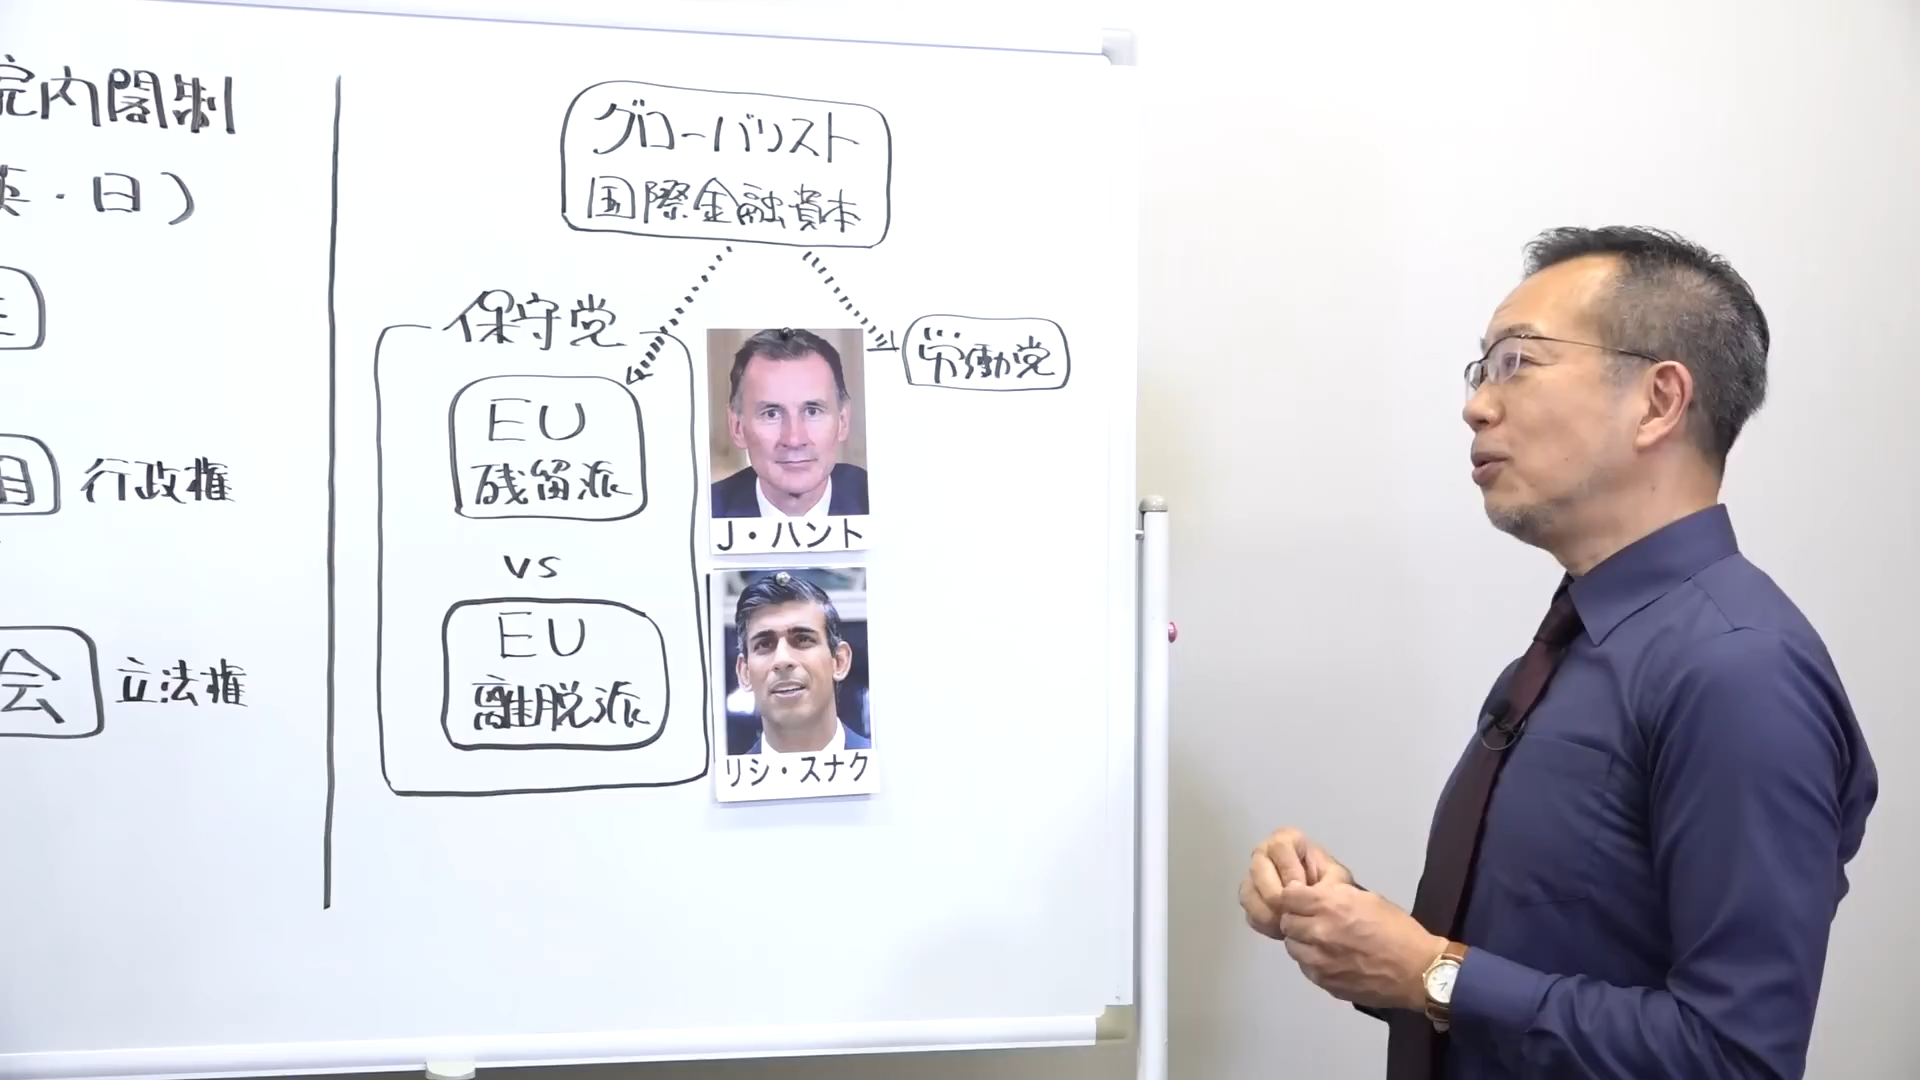 院内閣制
英・日）
行政権
会 立法権
グローバリスト
国際金融資本
保守党
労働党
EU
残留派
vs
EU
離脱派
J・ハント
リシ・スナク